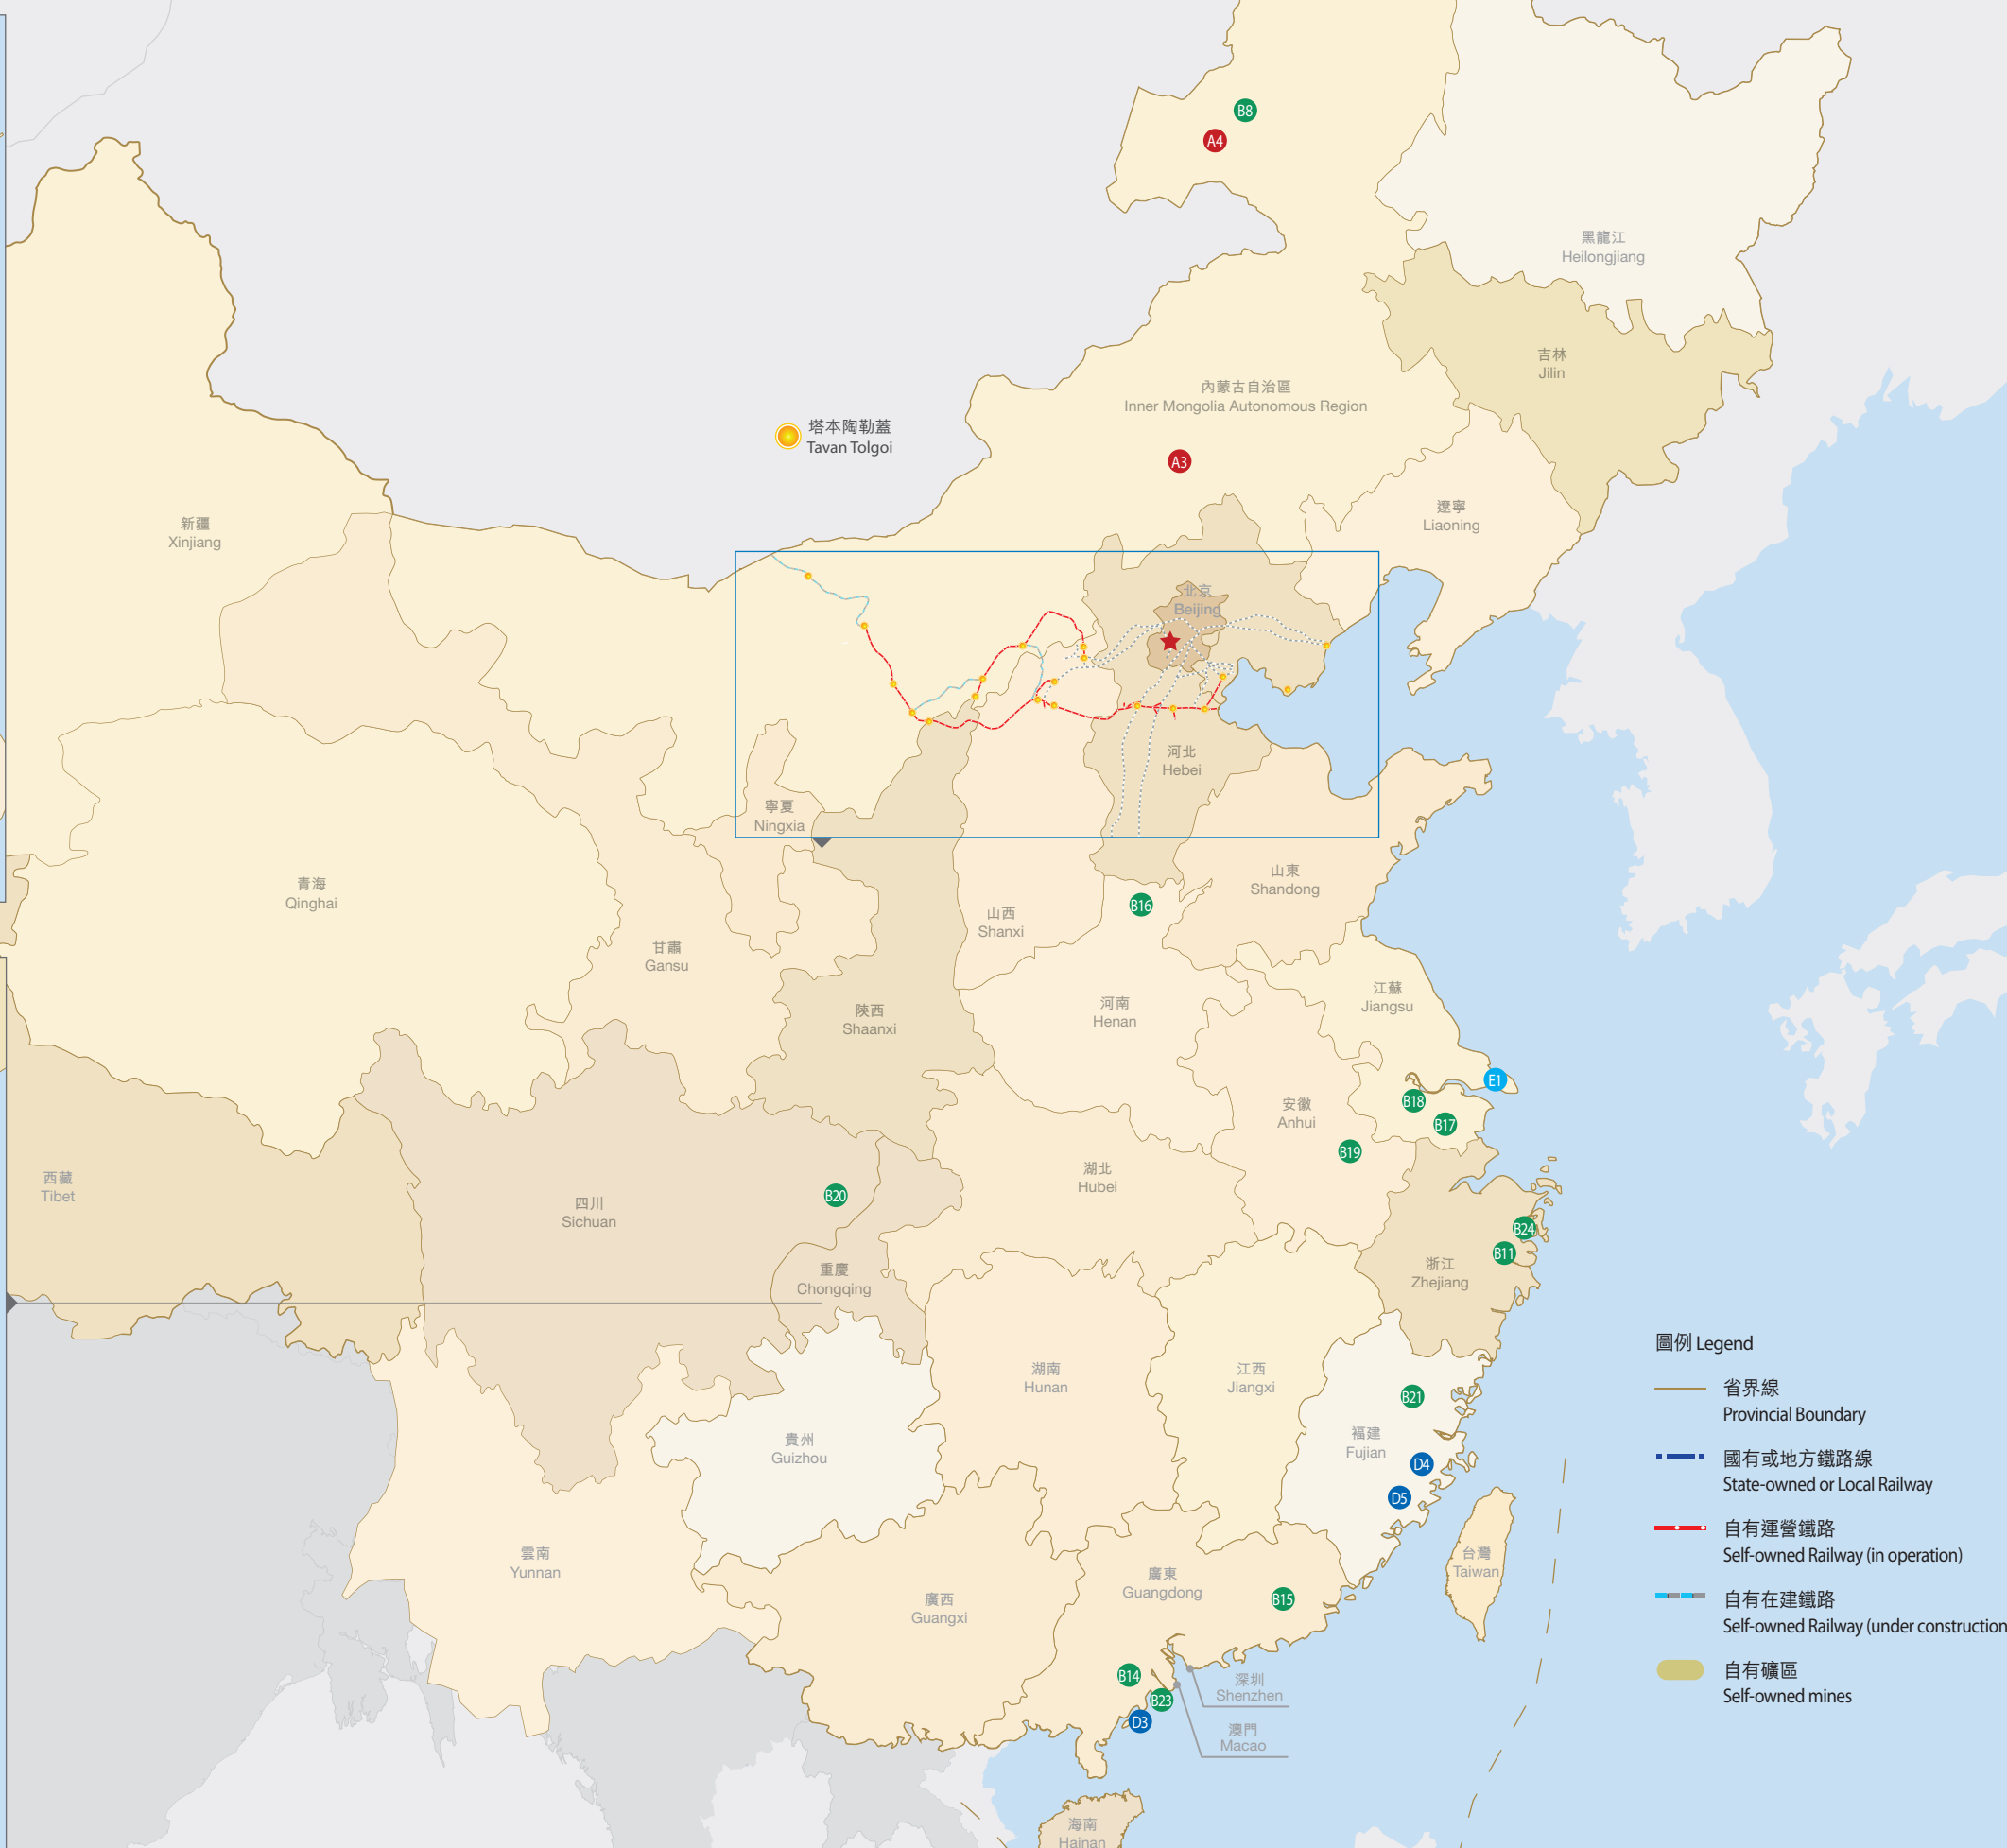 B8
A4
黑龍江
Heilongjiang
吉林
Jilin
內蒙古自治區
Inner Mongolia Autonomous Region
塔本陶勒蓋
Tavan Tolgoi
A3
遼寧
Liaoning
新疆
Xinjiang
北京
Beijing
河北
Hebei
寧夏
Ningxia
青海
Qinghai
山東
Shandong
B16
山西
Shanxi
甘肅
Gansu
陝西
Shaanxi
河南
Henan
江蘇
Jiangsu
E1
B18
B17
安徽
Anhui
B19
湖北
Hubei
西藏
Tibet
四川
Sichuan
B20
B24
B11
浙江
Zhejiang
重慶
Chongqing
湖南
Hunan
江西
Jiangxi
B21
福建
Fujian
D4
D5
貴州
Guizhou
雲南
Yunnan
台灣
Taiwan
廣東
Guangdong
B15
廣西
Guangxi
B14
B23
D3
深圳
Shenzhen
澳門
Macao
海南
Hainan
圖例 Legend
省界線
Provincial Boundary
國有或地方鐵路線
State-owned or Local Railway
自有運營鐵路
Self-owned Railway (in operation)
自有在建鐵路
Self-owned Railway (under construction
自有礦區
Self-owned mines